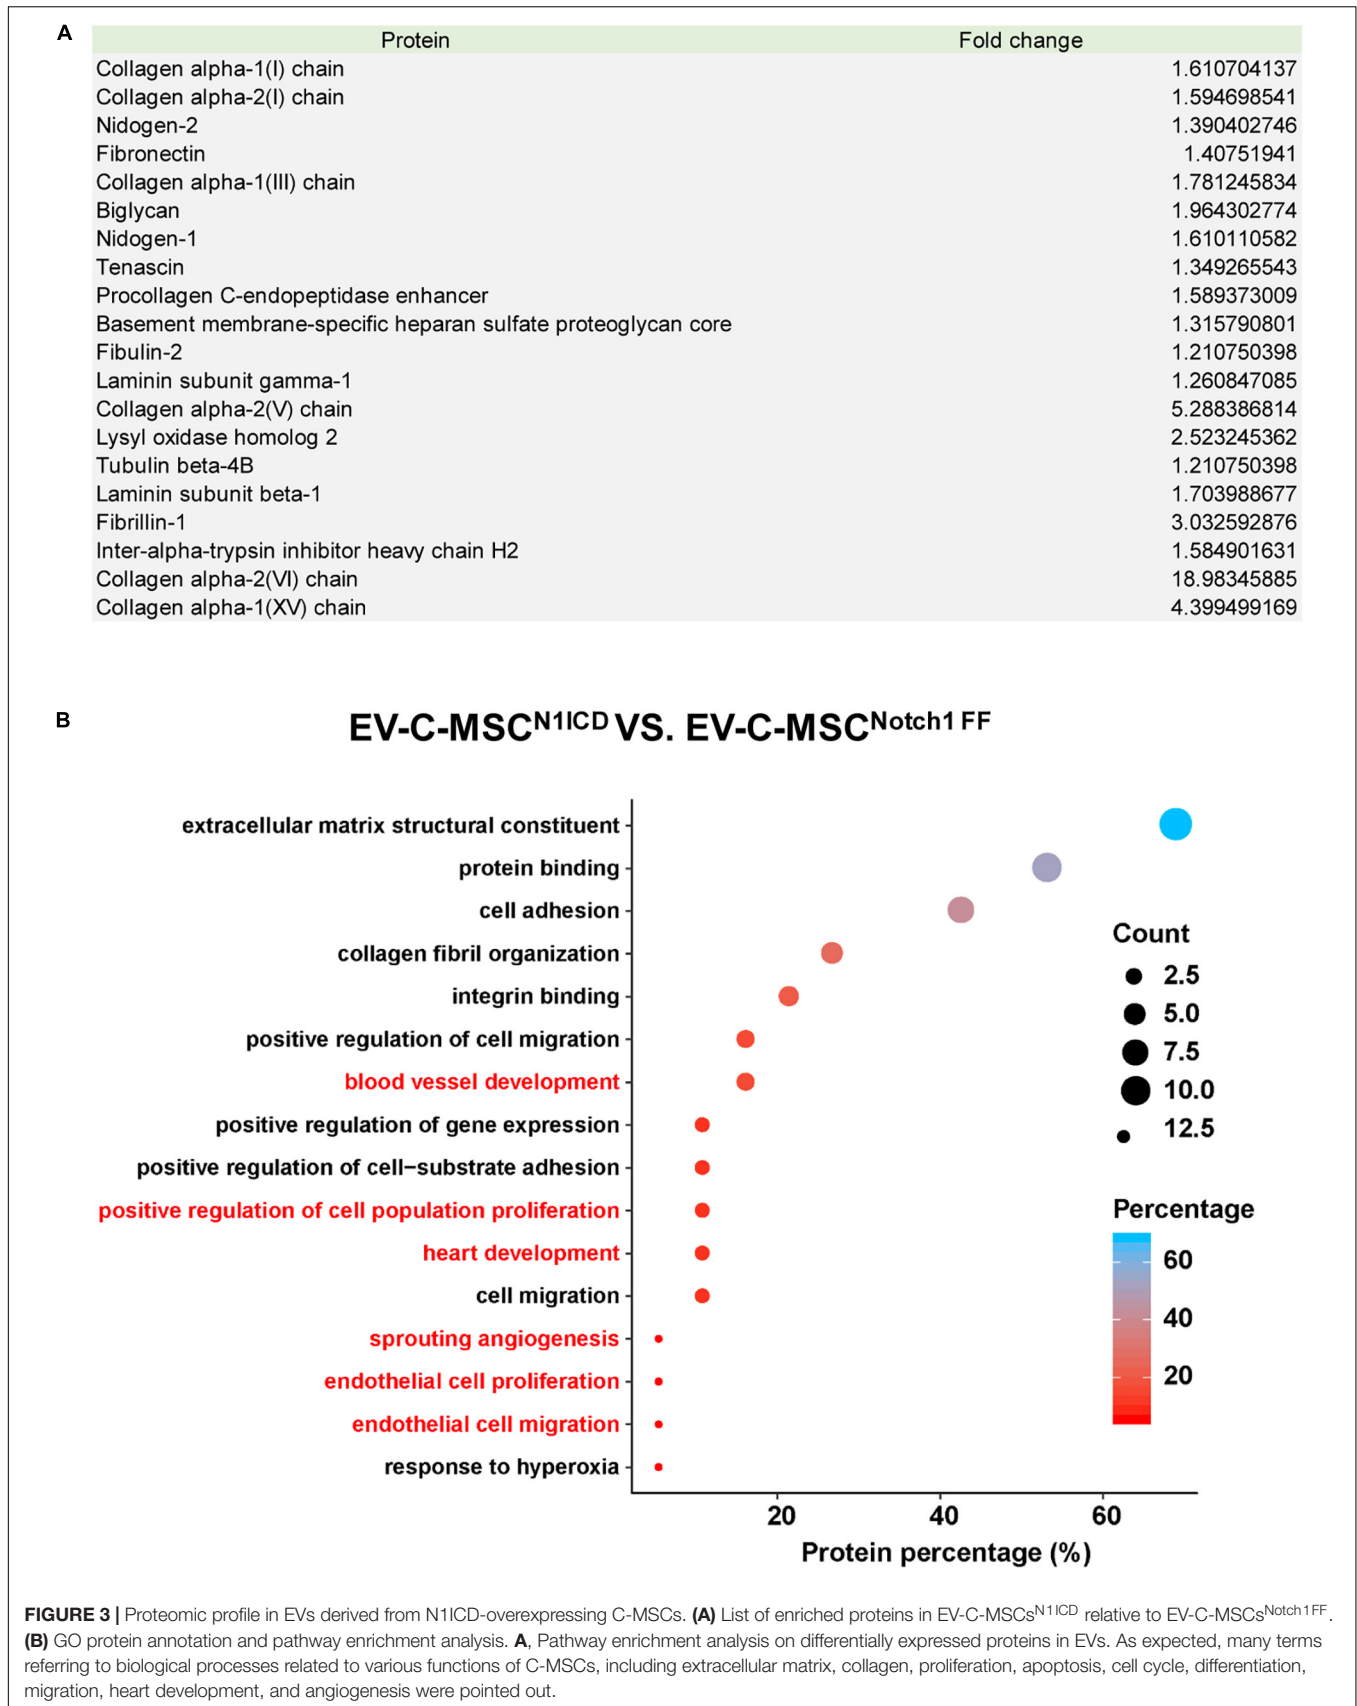 A
Protein Fold change
Collagen alpha-1(I) chain 1.610704137
Collagen alpha-2(I) chain 1.594698541
Nidogen-2 1.390402746
Fibronectin 1.40751941
Collagen alpha-1(III) chain 1.781245834
Biglycan 1.964302774
Nidogen-1 1.610110582
Tenascin 1.349265543
Procollagen C-endopeptidase enhancer 1.589373009
Basement membrane-specific heparan sulfate proteoglycan core 1.315790801
Fibulin-2 1.210750398
Laminin subunit gamma-1 1.260847085
Collagen alpha-2(V) chain 5.288386814
Lysyl oxidase homolog 2 2.523245362
Tubulin beta-4B 1.210750398
Laminin subunit beta-1 1.703988677
Fibrillin-1 3.032592876
Inter-alpha-trypsin inhibitor heavy chain H2 1.584901631
Collagen alpha-2(VI) chain 18.98345885
Collagen alpha-1(XV) chain 4.399499169
B
EV-C-MSCN1ICD VS. EV-C-MSCNotch1 FF
extracellular matrix structural constituent
protein binding
cell adhesion
collagen fibril organization
integrin binding
positive regulation of cell migration
blood vessel development
positive regulation of gene expression
positive regulation of cell−substrate adhesion
positive regulation of cell population proliferation
heart development
cell migration
sprouting angiogenesis
endothelial cell proliferation
endothelial cell migration
response to hyperoxia
20 40 60
Protein percentage (%)
Count
2.5
5.0
7.5
10.0
12.5
Percentage
60
40
20
FIGURE 3 | Proteomic profile in EVs derived from N1ICD-overexpressing C-MSCs. (A) List of enriched proteins in EV-C-MSCsN1ICD relative to EV-C-MSCsNotch1FF.
(B) GO protein annotation and pathway enrichment analysis. A, Pathway enrichment analysis on differentially expressed proteins in EVs. As expected, many terms
referring to biological processes related to various functions of C-MSCs, including extracellular matrix, collagen, proliferation, apoptosis, cell cycle, differentiation,
migration, heart development, and angiogenesis were pointed out.